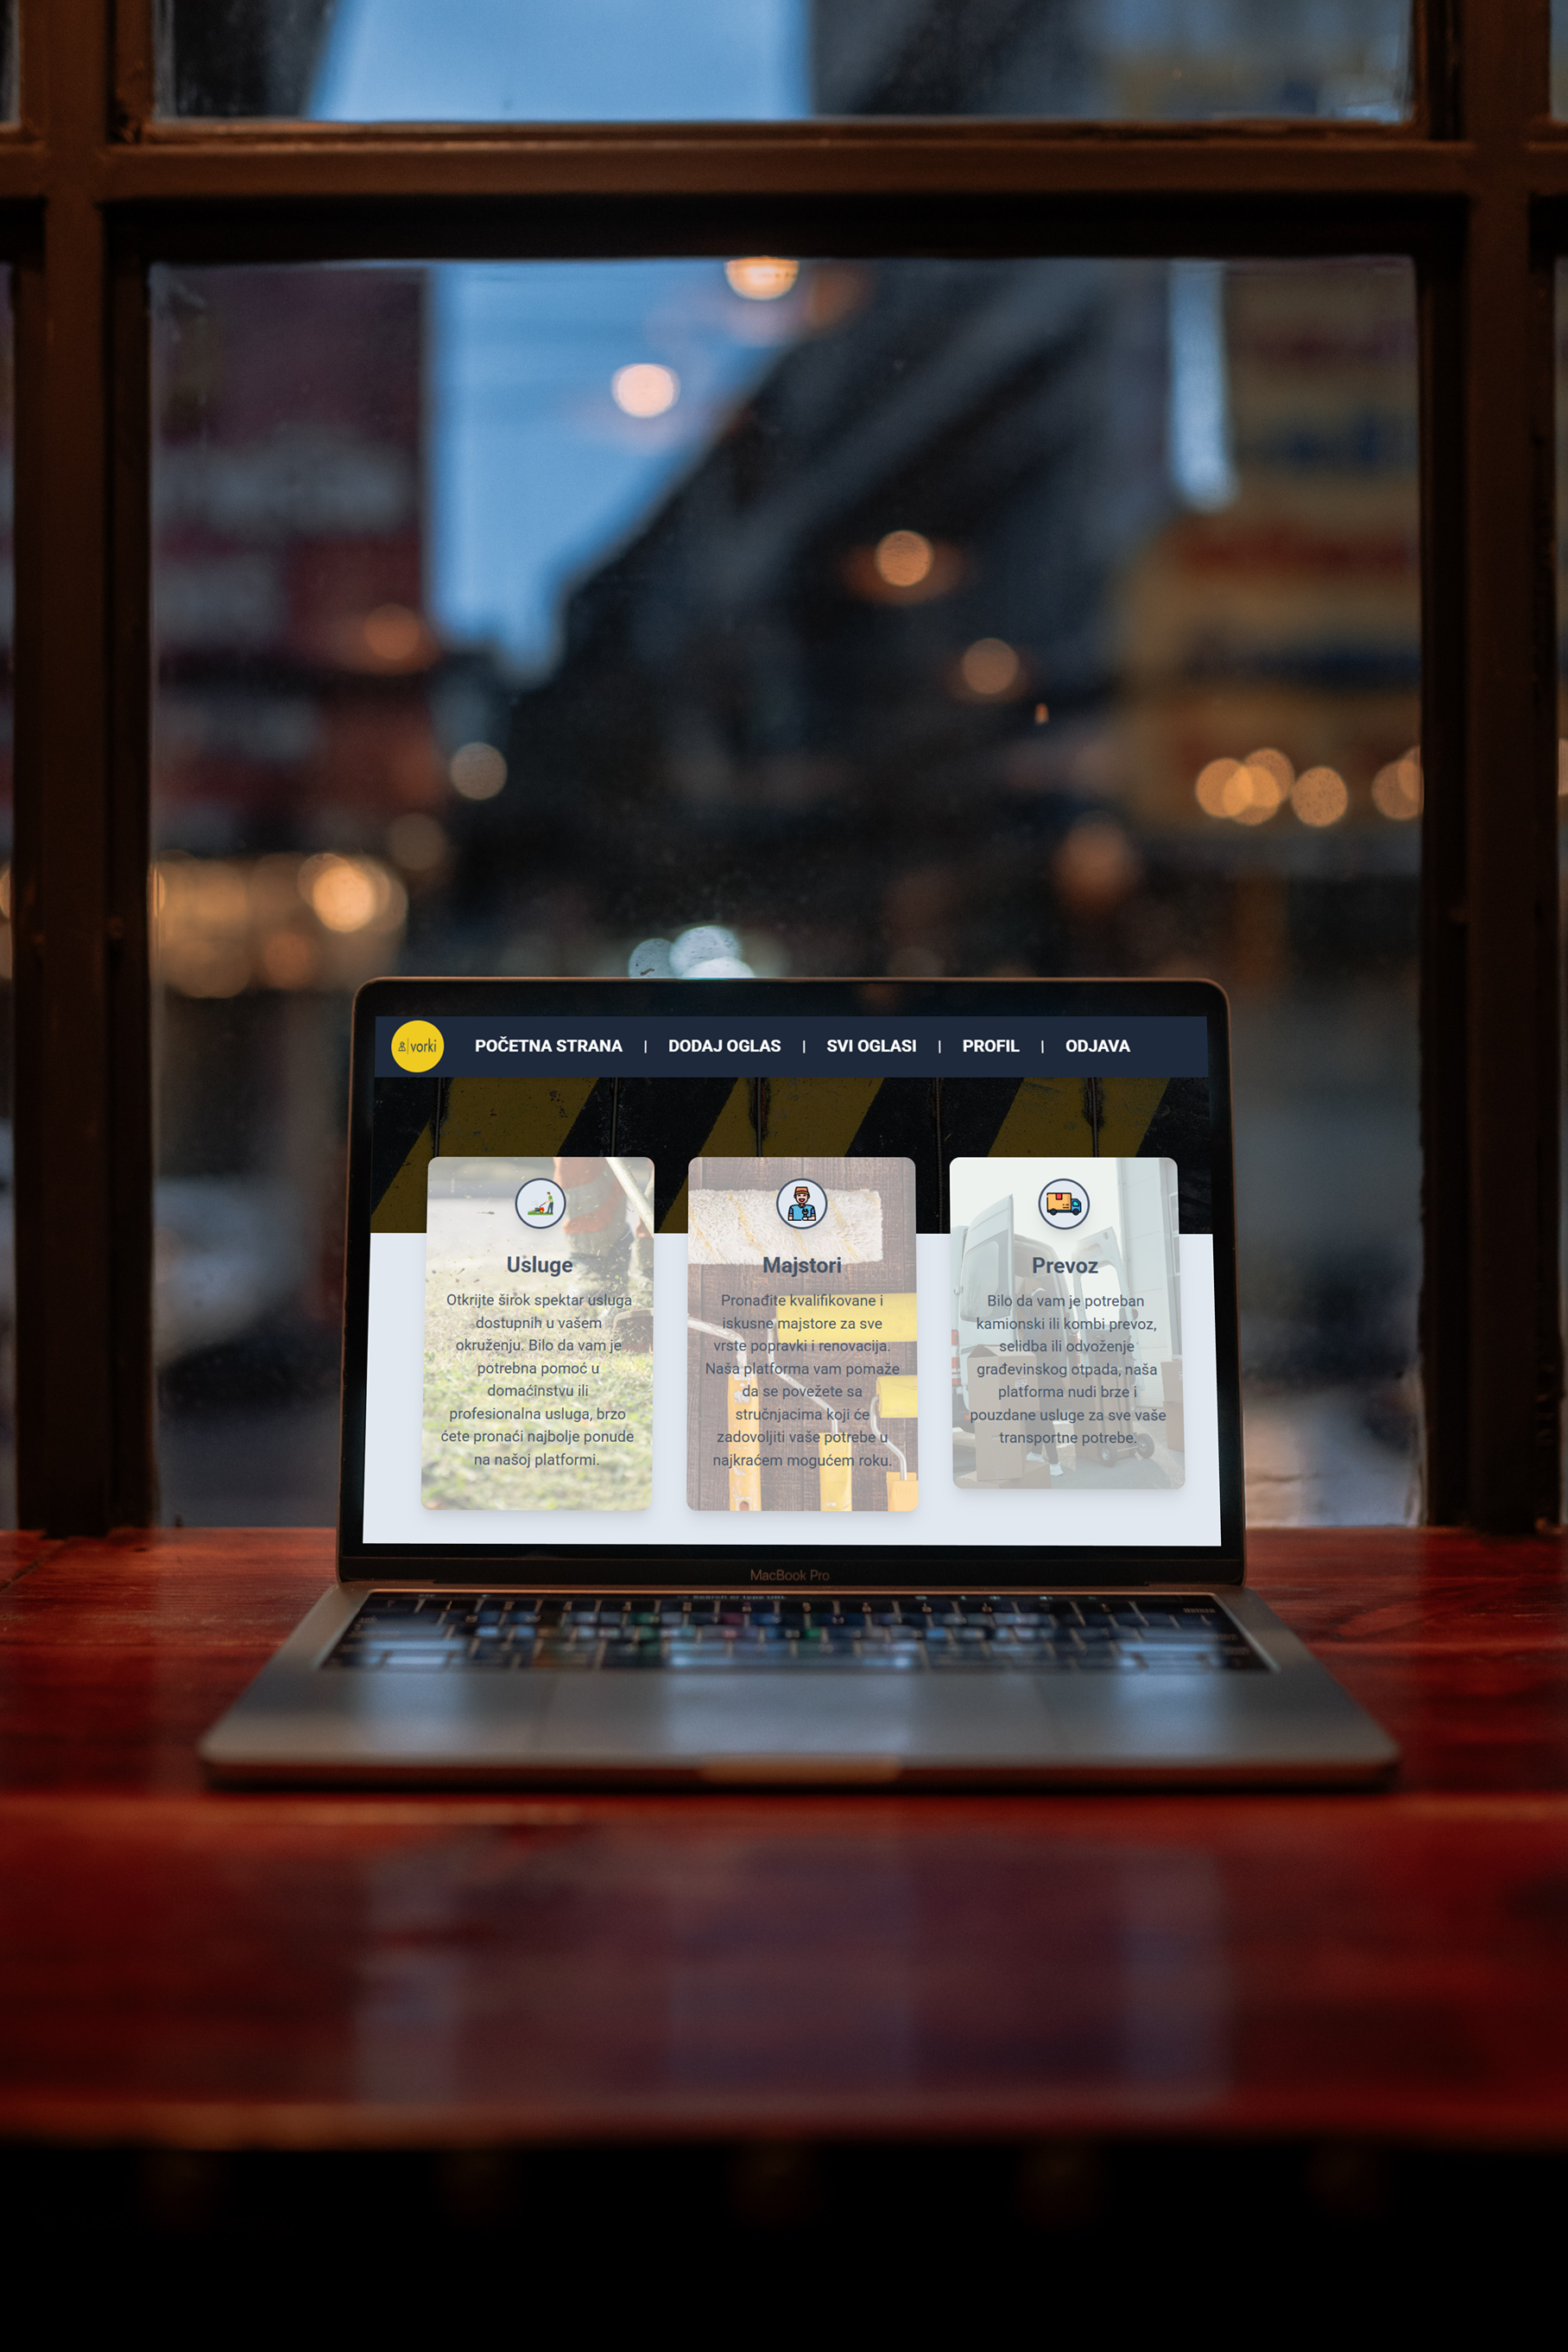 vorki
POČETNA STRANA | DODAJ OGLAS | SVI OGLASI | PROFIL | ODJAVA
Usluge
Otkrijte širok spektar usluga
dostupnih u vašem
okruženju. Bilo da vam je
potrebna pomoć u
domaćinstvu ili
profesionalna usluga, brzo
ćete pronaći najbolje ponude
na našoj platformi.
Majstori
Pronađite kvalifikovane i
iskusne majstore za sve
vrste popravki i renovacija.
Naša platforma vam pomaže
da se povežete sa
stručnjacima koji će
zadovoljiti vaše potrebe u
najkraćem mogućem roku.
Prevoz
Bilo da vam je potreban
kamionski ili kombi prevoz,
selidba ili odvoženje
građevinskog otpada, naša
platforma nudi brze i
pouzdane usluge za sve vaše
transportne potrebe.
MacBook Pro